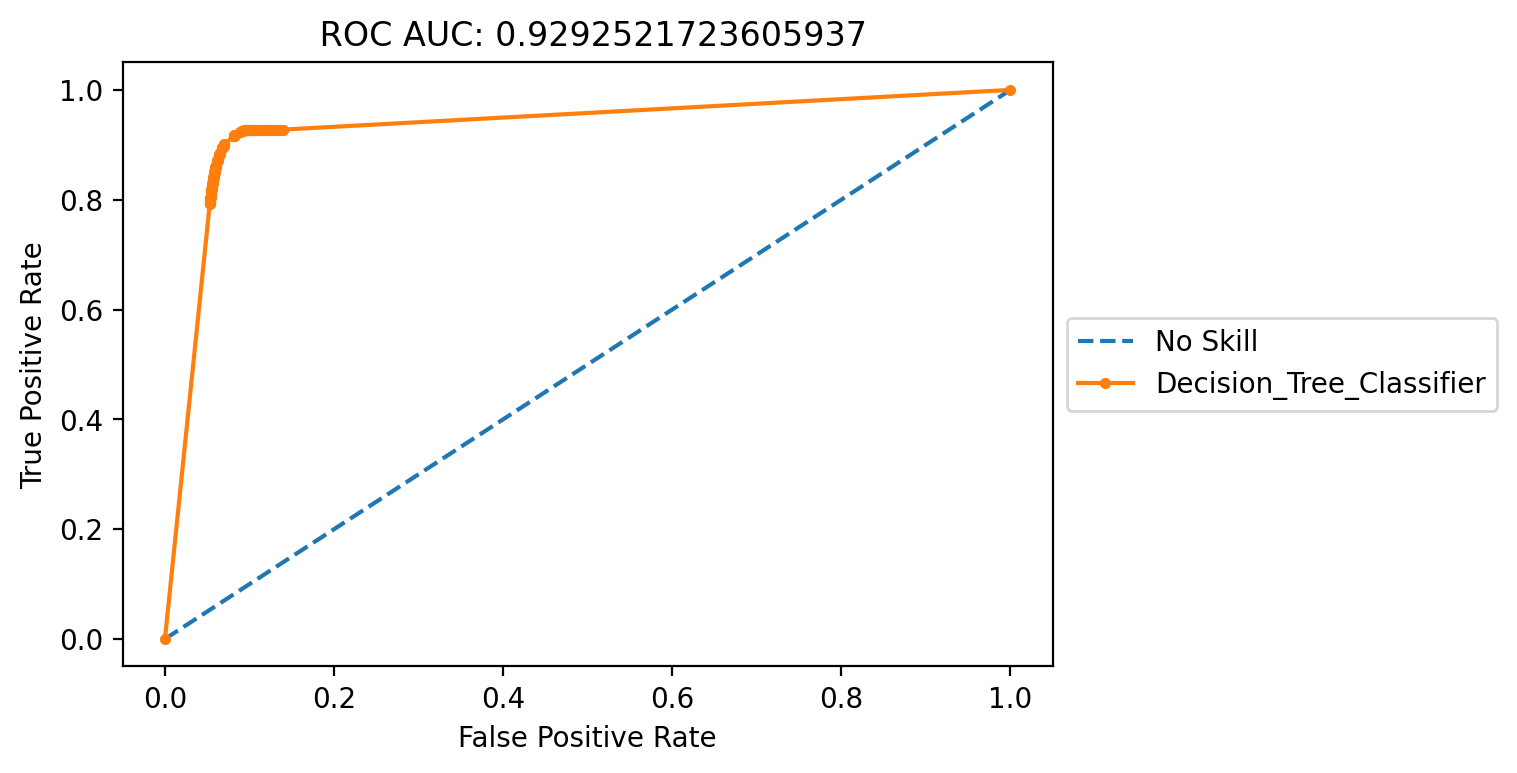 ROC AUC: 0.9292521723605937
1.0
0.8
0.6
0.4
0.2
0.0
True Positive Rate
0.0 0.2 0.4 0.6 0.8 1.0
False Positive Rate
No Skill
Decision_Tree_Classifier